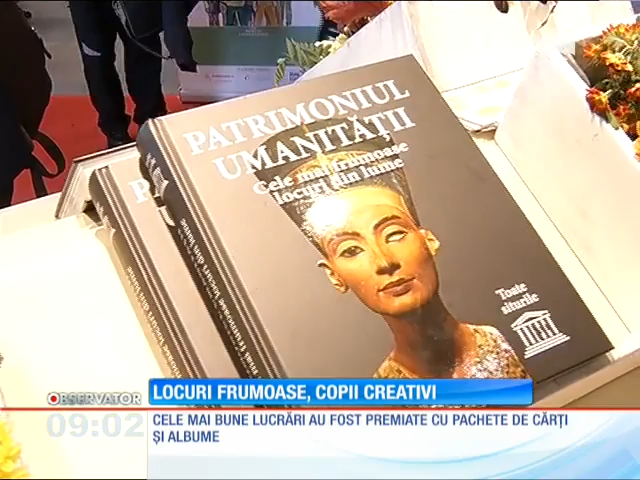 PATRIMONIUL
UMANITĂȚII
Cele mai frumoase
locuri din lume
Toate
siturile
OBSERVATOR
LOCURI FRUMOASE, COPII CREATIVI
09:02
CELE MAI BUNE LUCRĂRI AU FOST PREMIATE CU PACHETE DE CĂRȚI
ȘI ALBUME